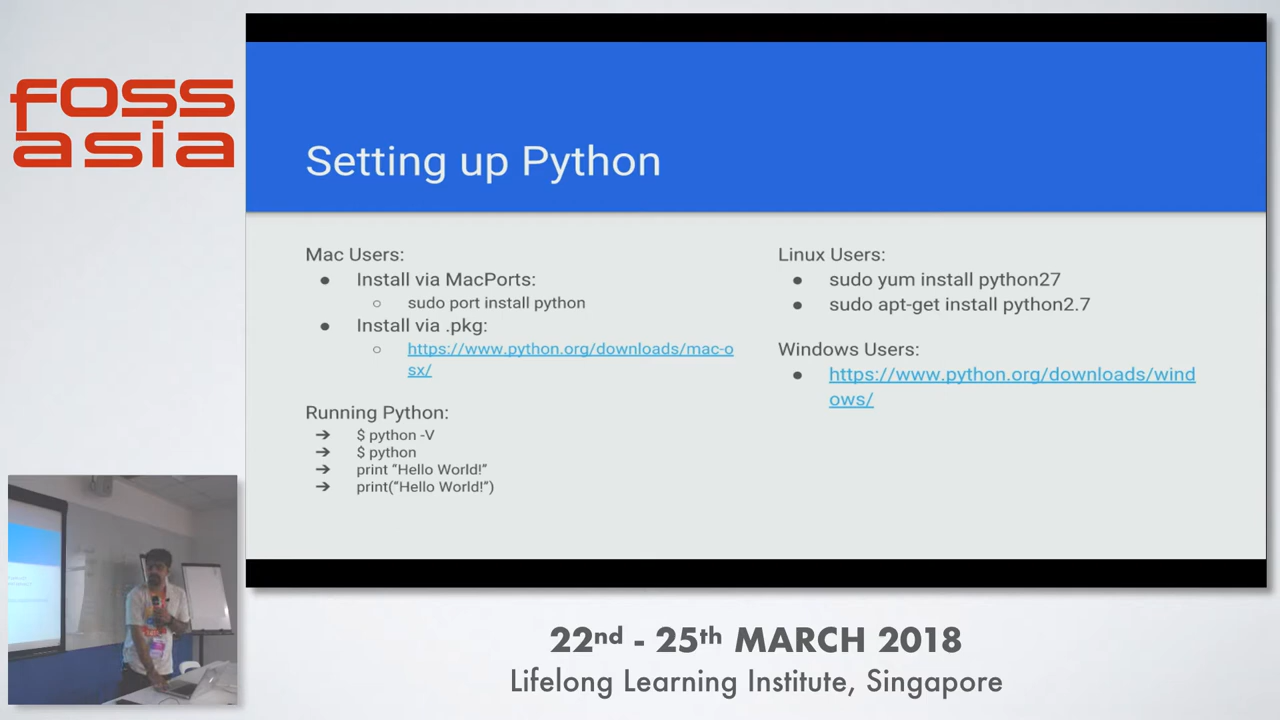 foss
asia
Setting up Python
Mac Users:
● Install via MacPorts:
○ sudo port install python
● Install via .pkg:
○ https://www.python.org/downloads/mac-o
sx/
Running Python:
➔ $ python -V
➔ $ python
➔ print “Hello World!”
➔ print(“Hello World!”)
Linux Users:
● sudo yum install python27
● sudo apt-get install python2.7
Windows Users:
● https://www.python.org/downloads/wind
ows/
22nd - 25th MARCH 2018
Lifelong Learning Institute, Singapore